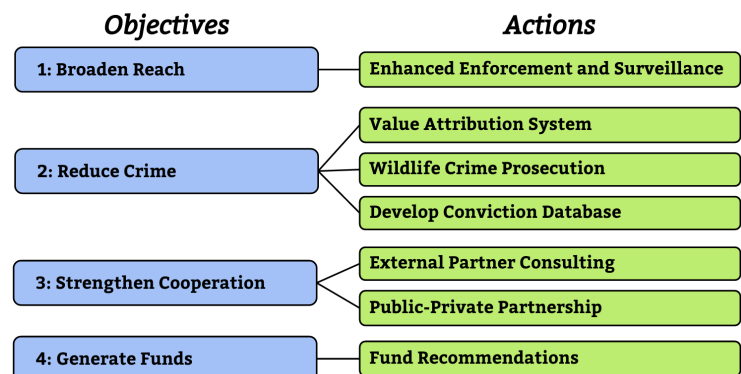 Objectives
Actions
1: Broaden Reach
Enhanced Enforcement and Surveillance
2: Reduce Crime
Value Attribution System
Wildlife Crime Prosecution
Develop Conviction Database
3: Strengthen Cooperation
External Partner Consulting
Public-Private Partnership
4: Generate Funds
Fund Recommendations